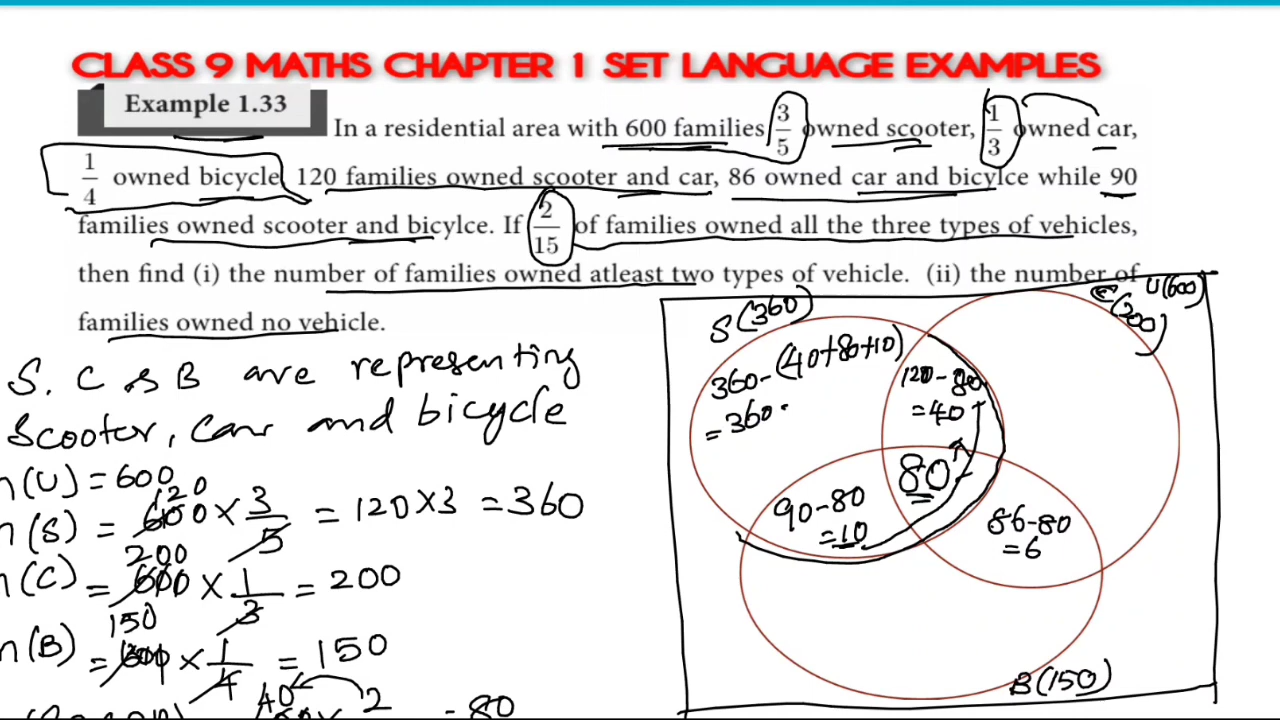 CLASS 9 MATHS CHAPTER 1 SET LANGUAGE EXAMPLES
Example 1.33
In a residential area with 600 families 3/5 owned scooter, 1/3 owned car,
1/4 owned bicycle, 120 families owned scooter and car, 86 owned car and bicylce while 90
families owned scooter and bicylce. If 2/15 of families owned all the three types of vehicles,
then find (i) the number of families owned atleast two types of vehicle. (ii) the number of
families owned no vehicle.
S, C & B are representing
Scooter, Car and bicycle
n(U) = 600
n(S) = 600 × 3/5 = 120×3 = 360
120
n(C) = 600 × 1/3 = 200
200
n(B) = 600 × 1/4 = 150
150
40
2
= 80
U(600)
S(360)
C(200)
360-(40+80+10)
= 360-
120-80
= 40
80
90-80
= 10
86-80
= 6
B(150)